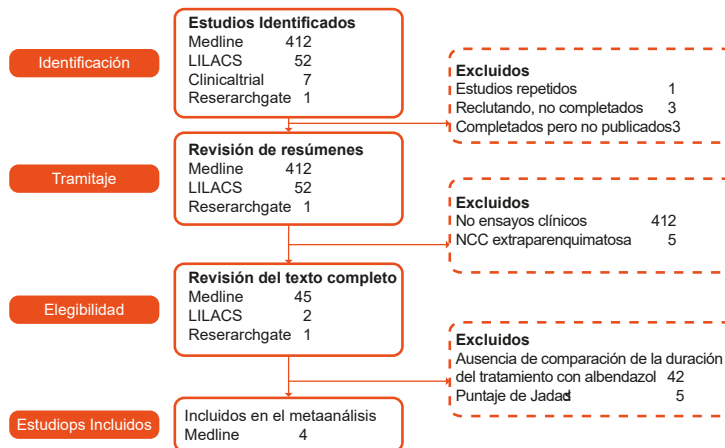 Identificación
Estudios Identificados
Medline 412
LILACS 52
Clinicaltrial 7
Reserarchgate 1
Excluidos
Estudios repetidos 1
Reclutando, no completados 3
Completados pero no publicados3
Tramitaje
Revisión de resúmenes
Medline 412
LILACS 52
Reserarchgate 1
Excluidos
No ensayos clínicos 412
NCC extraparenquimatosa 5
Elegibilidad
Revisión del texto completo
Medline 45
LILACS 2
Reserarchgate 1
Excluidos
Ausencia de comparación de la duración
del tratamiento con albendazol 42
Puntaje de Jadad 5
Estudiops Incluidos
Incluidos en el metaanálisis
Medline 4